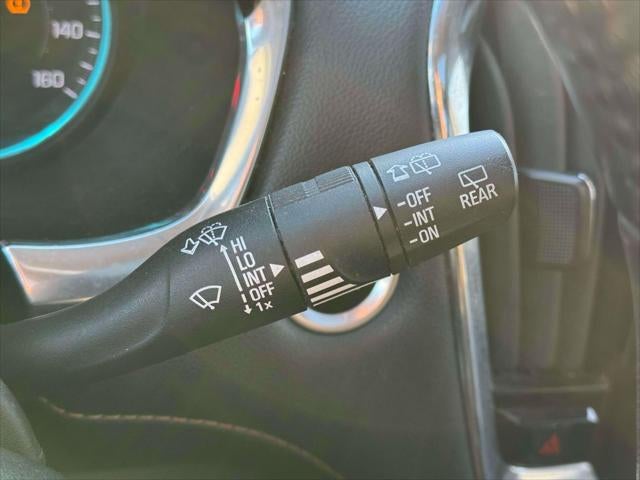 140
160
HI
LO
INT
OFF
1x
-OFF
-INT
-ON
REAR